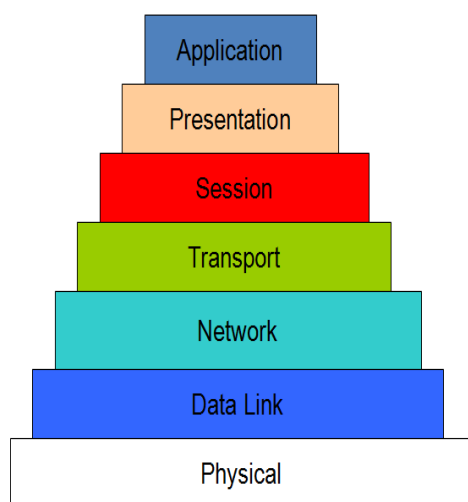 Application
Presentation
Session
Transport
Network
Data Link
Physical